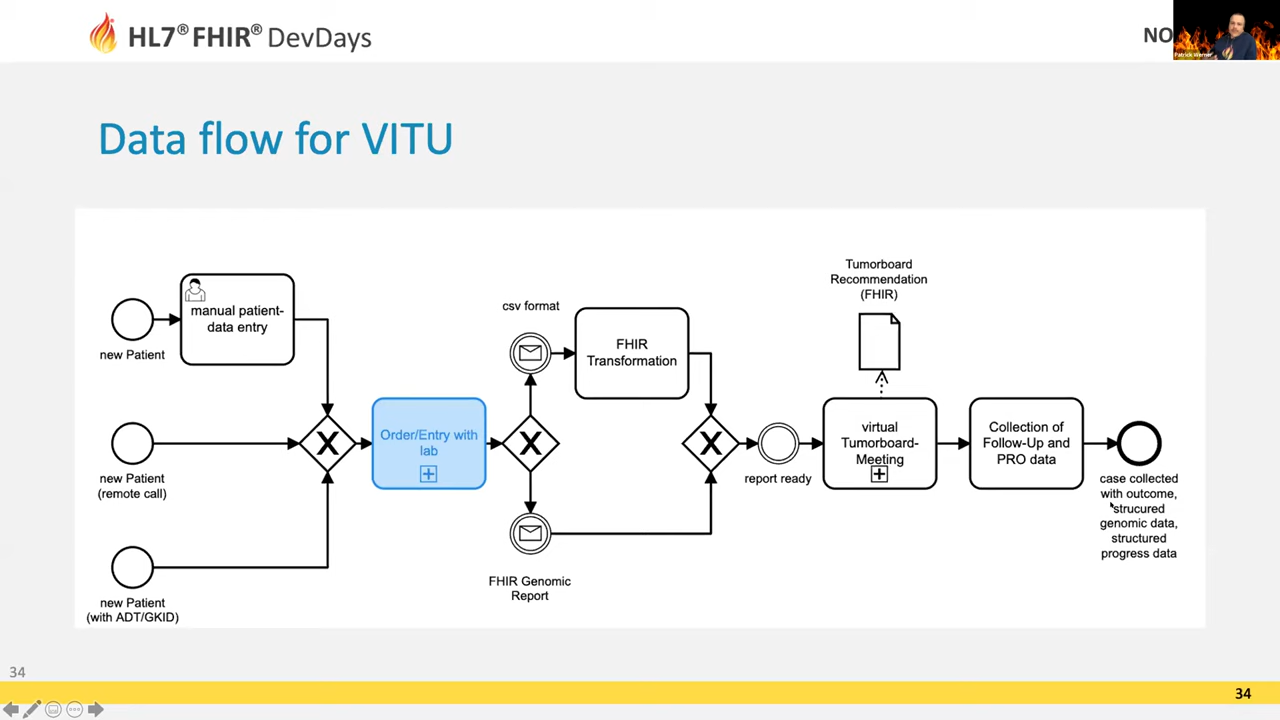 HL7® FHIR® DevDays
NO
Patrick Werner
Data flow for VITU
manual patient-
data entry
new Patient
new Patient
(remote call)
new Patient
(with ADT/GKID)
X
Order/Entry with
lab
X
csv format
FHIR
Transformation
FHIR Genomic
Report
X
report ready
Tumorboard
Recommendation
(FHIR)
virtual
Tumorboard-
Meeting
Collection of
Follow-Up and
PRO data
case collected
with outcome,
strucured
genomic data,
structured
progress data
34
34